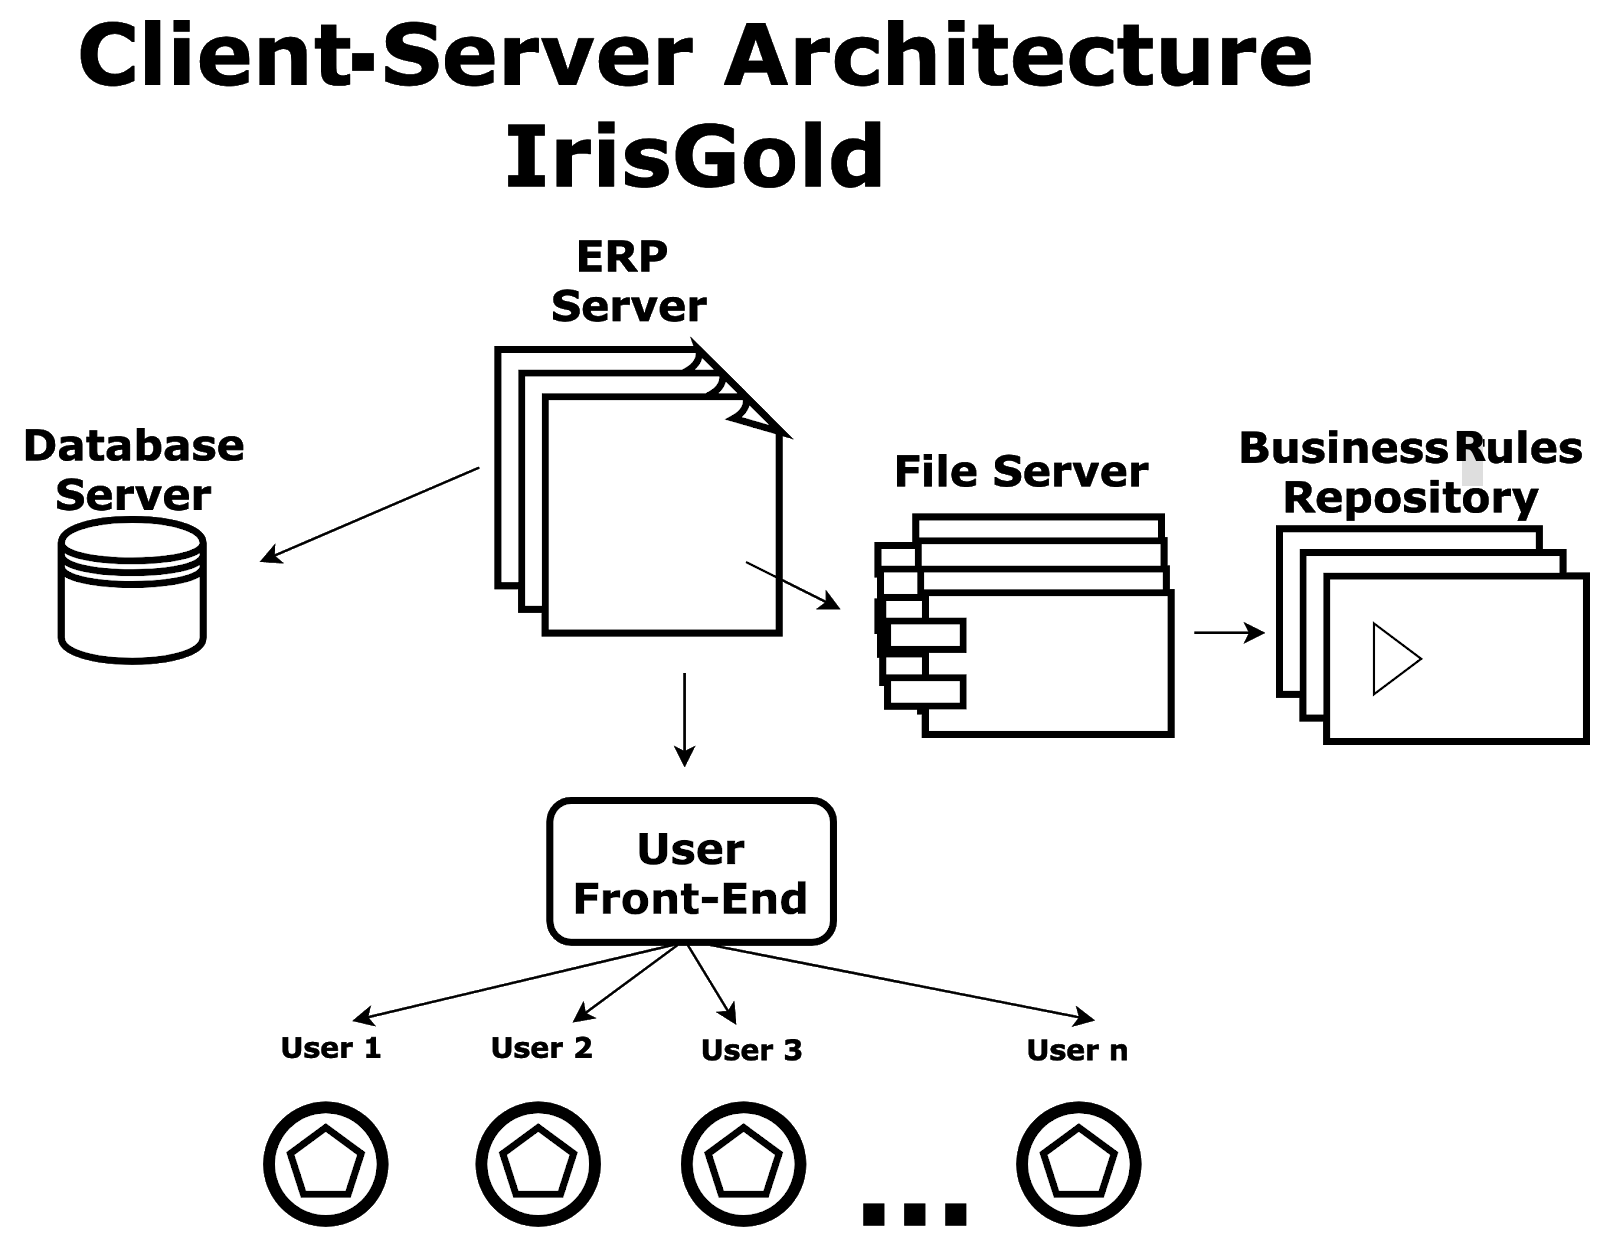 Client-Server Architecture
IrisGold
ERP
Server
Database
Server
File Server
Business Rules
Repository
User
Front-End
User 1
User 2
User 3
User n
...